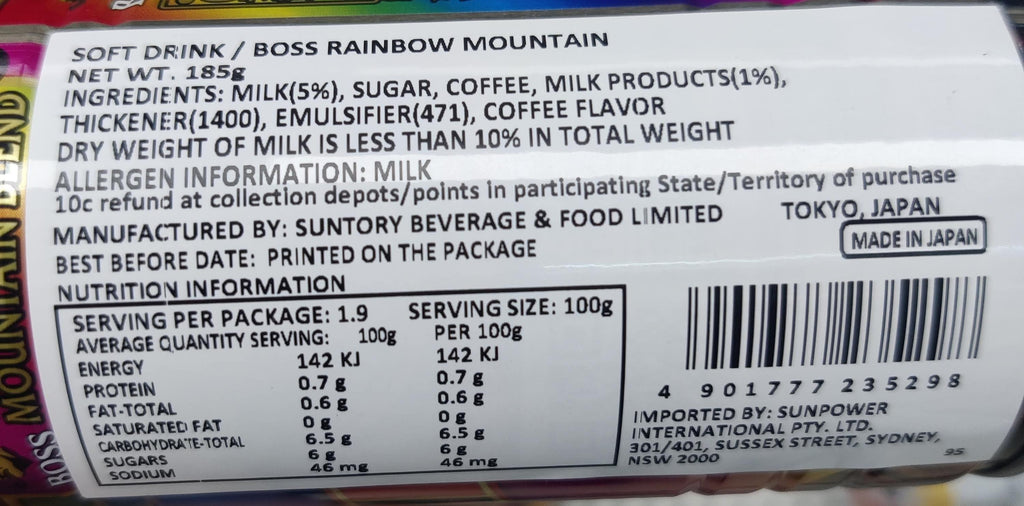 SOFT DRINK / BOSS RAINBOW MOUNTAIN
NET WT. 185g
INGREDIENTS: MILK(5%), SUGAR, COFFEE, MILK PRODUCTS(1%),
THICKENER(1400), EMULSIFIER(471), COFFEE FLAVOR
DRY WEIGHT OF MILK IS LESS THAN 10% IN TOTAL WEIGHT
ALLERGEN INFORMATION: MILK
10c refund at collection depots/points in participating State/Territory of purchase
MANUFACTURED BY: SUNTORY BEVERAGE & FOOD LIMITED TOKYO, JAPAN
MADE IN JAPAN
BEST BEFORE DATE: PRINTED ON THE PACKAGE
NUTRITION INFORMATION
SERVING PER PACKAGE: 1.9 SERVING SIZE: 100g
AVERAGE QUANTITY SERVING: 100g PER 100g
ENERGY 142 KJ 142 KJ
PROTEIN 0.7 g 0.7 g
FAT-TOTAL 0.6 g 0.6 g
SATURATED FAT 0 g 0 g
CARBOHYDRATE-TOTAL 6.5 g 6.5 g
SUGARS 6 g 6 g
SODIUM 46 mg 46 mg
4 901777 235298
IMPORTED BY: SUNPOWER
INTERNATIONAL PTY. LTD.
301/401, SUSSEX STREET, SYDNEY,
NSW 2000
95
BOSS
MOUNTAIN BLEND